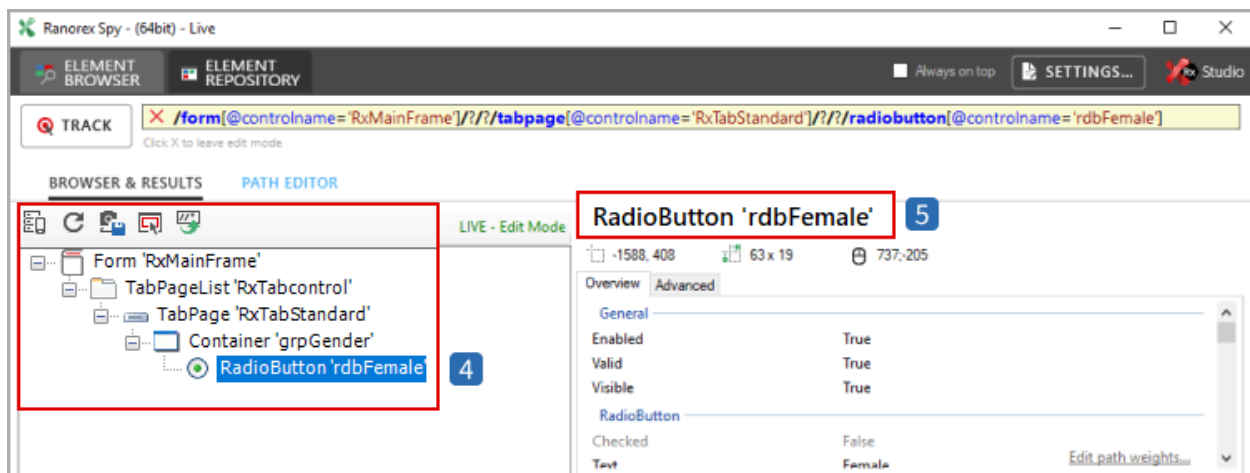 Ranorex Spy - (64bit) - Live
ELEMENT BROWSER
ELEMENT REPOSITORY
Always on top
SETTINGS...
Rx Studio
TRACK
/form[@controlname='RxMainFrame']/?/?/tabpage[@controlname='RxTabStandard']/?/?/radiobutton[@controlname='rdbFemale']
Click X to leave edit mode
BROWSER & RESULTS PATH EDITOR
LIVE - Edit Mode
Form 'RxMainFrame'
TabPageList 'RxTabcontrol'
TabPage 'RxTabStandard'
Container 'grpGender'
RadioButton 'rdbFemale'
4
RadioButton 'rdbFemale'
5
-1588, 408 63 x 19 737;-205
Overview Advanced
General
Enabled True
Valid True
Visible True
RadioButton
Checked False
Text Female
Edit path weights...